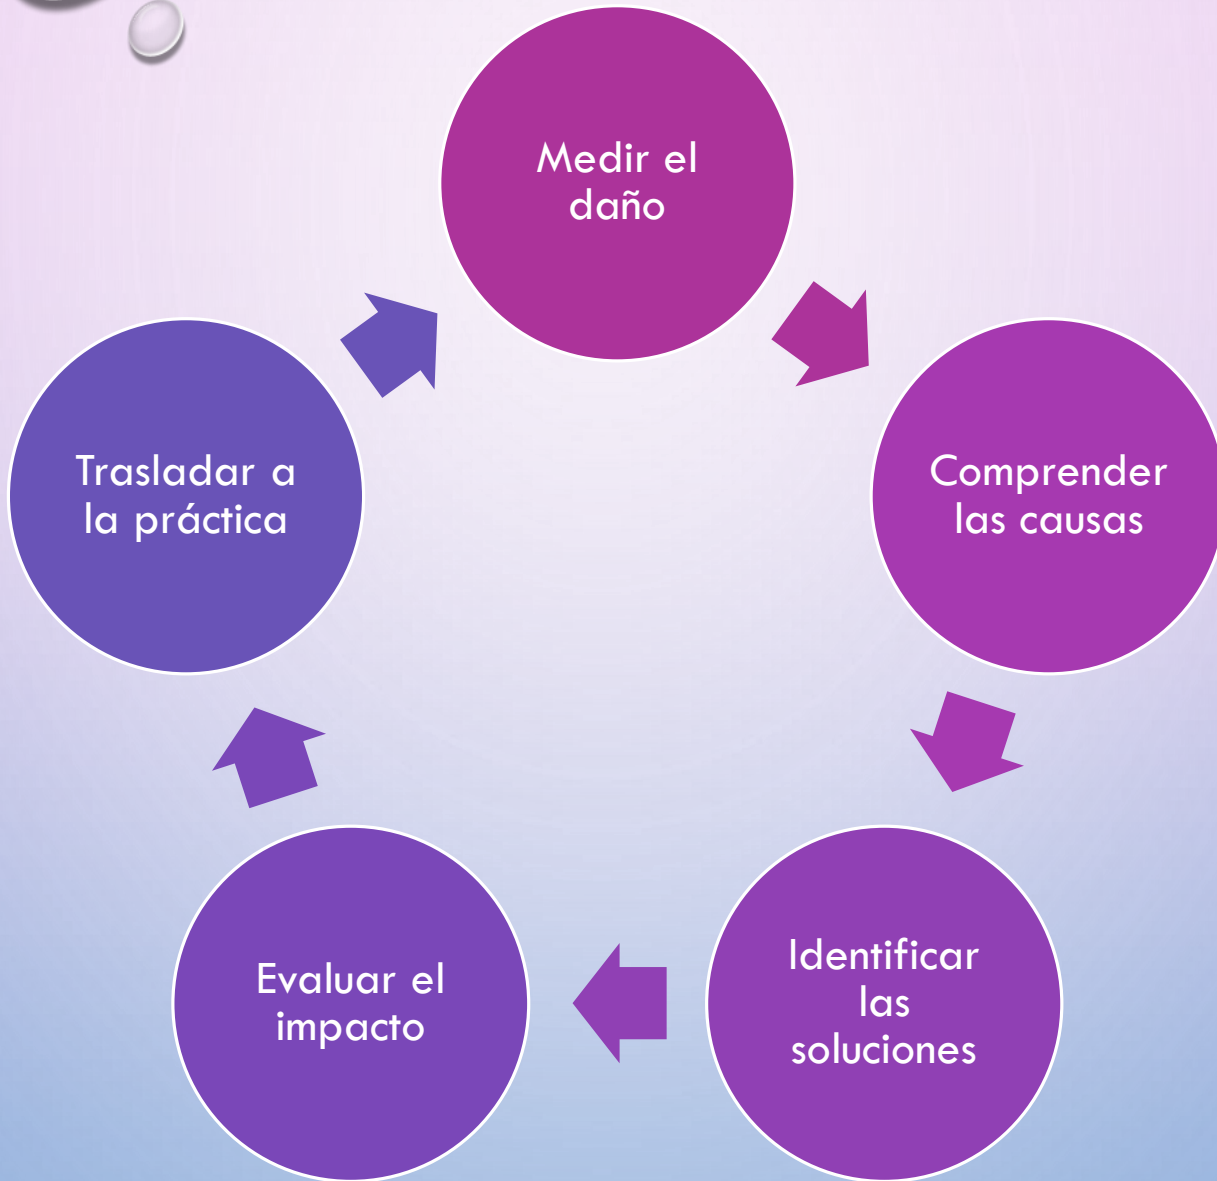 Medir el
daño
Comprender
las causas
Identificar
las
soluciones
Evaluar el
impacto
Trasladar a
la práctica